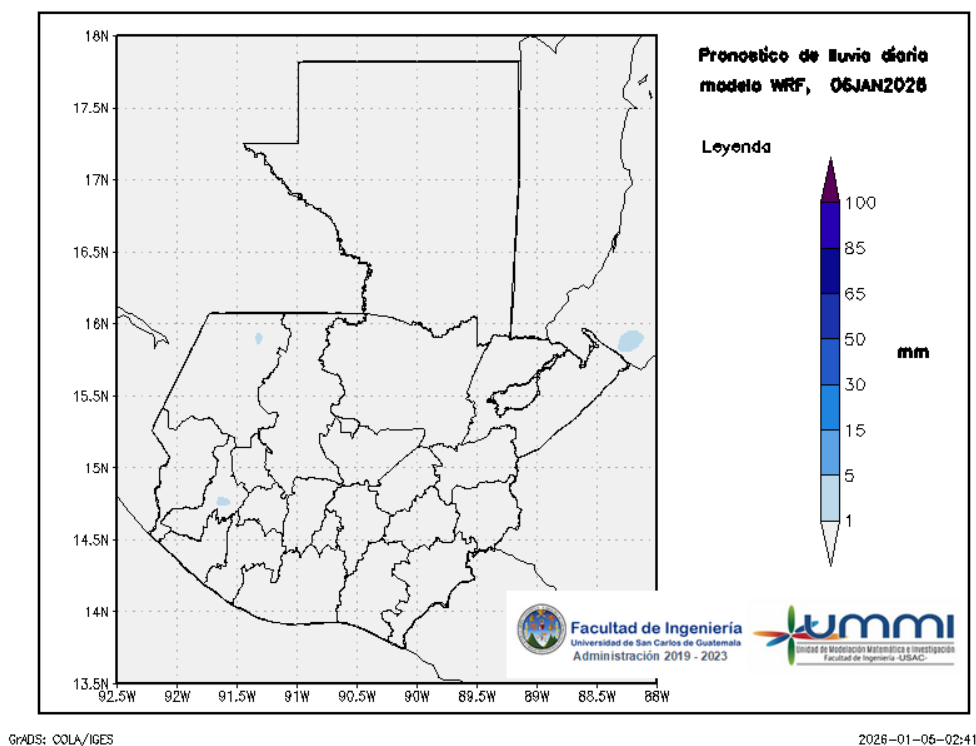 Pronostico de lluvia diaria
modelo WRF, 06JAN2026
Leyenda
100
85
65
50
30
15
5
1
mm
18N
17.5N
17N
16.5N
16N
15.5N
15N
14.5N
14N
13.5N
92.5W
92W
91.5W
91W
90.5W
90W
89.5W
89W
88.5W
88W
Facultad de Ingeniería
Universidad de San Carlos de Guatemala
Administración 2019 - 2023
ummi
Unidad de Modelación Matemática e Investigación
Facultad de Ingeniería -USAC-
GrADS: COLA/IGES
2026-01-05-02:41